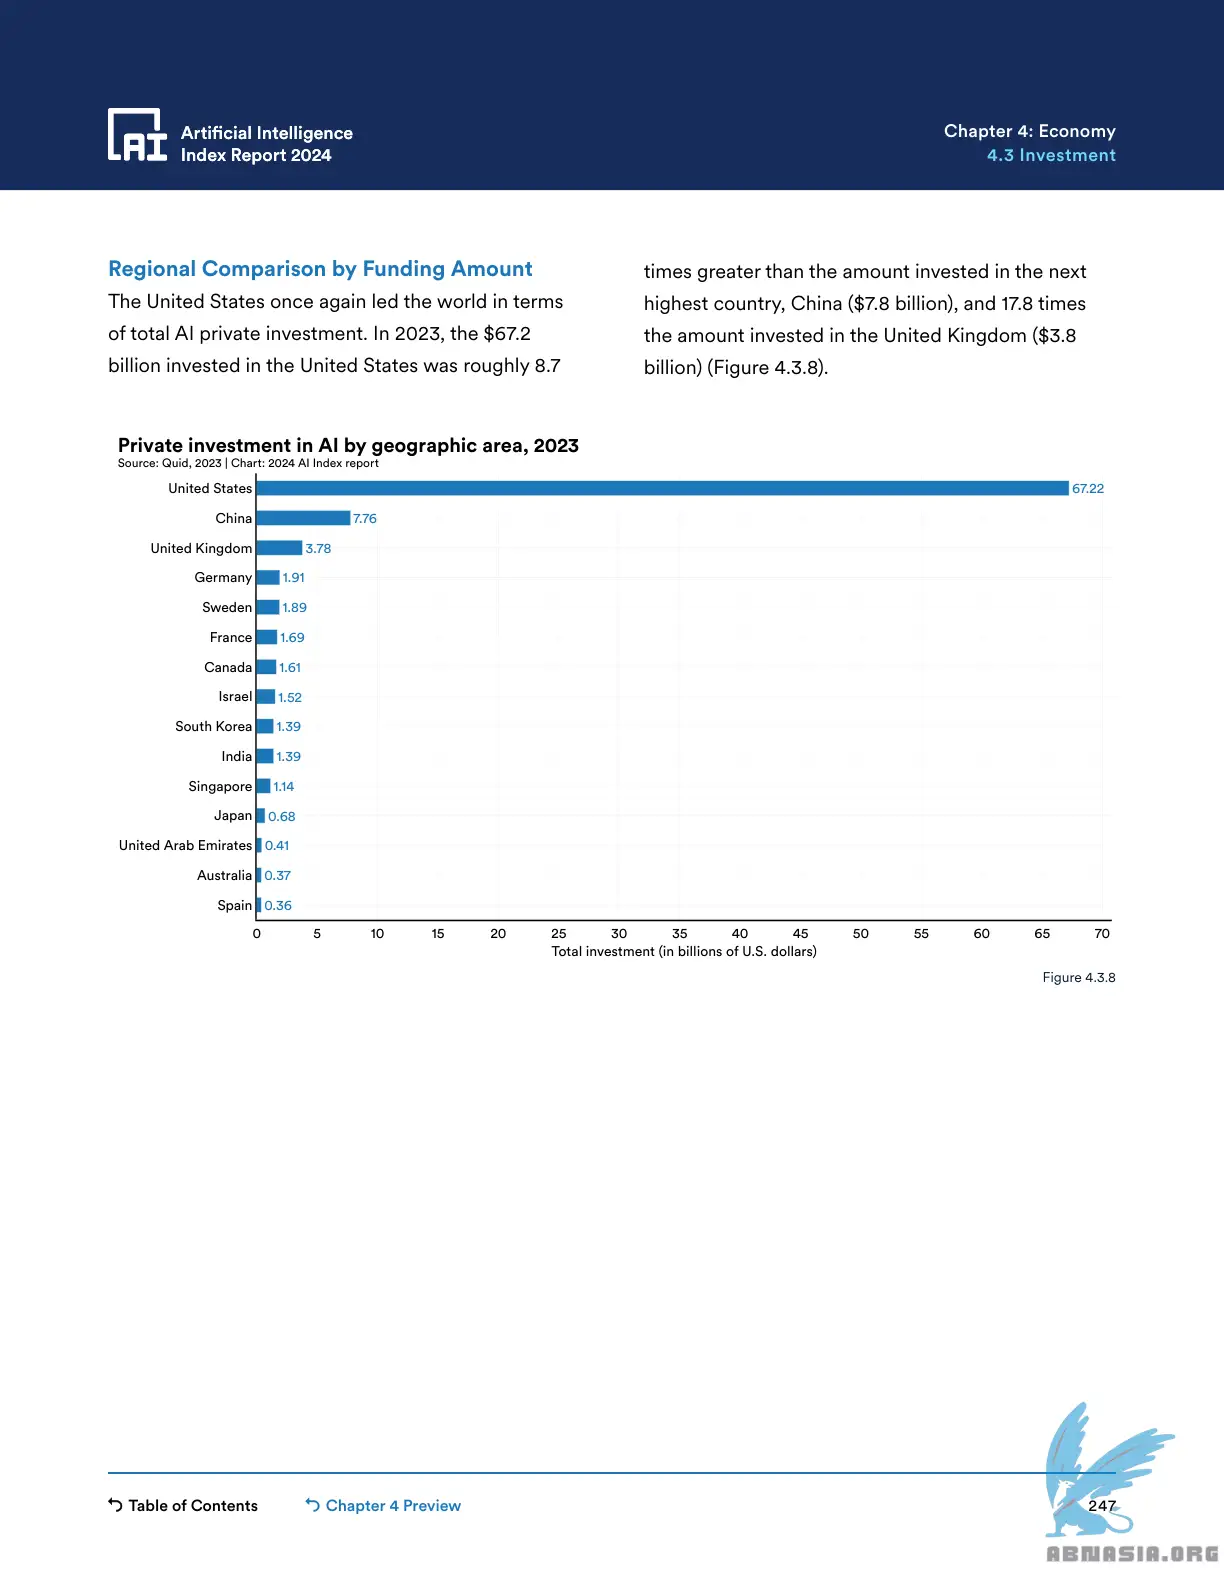 AI
Artificial Intelligence
Index Report 2024
Chapter 4: Economy
4.3 Investment
Regional Comparison by Funding Amount
The United States once again led the world in terms
of total AI private investment. In 2023, the $67.2
billion invested in the United States was roughly 8.7
times greater than the amount invested in the next
highest country, China ($7.8 billion), and 17.8 times
the amount invested in the United Kingdom ($3.8
billion) (Figure 4.3.8).
Private investment in AI by geographic area, 2023
Source: Quid, 2023 | Chart: 2024 AI Index report
United States 67.22
China 7.76
United Kingdom 3.78
Germany 1.91
Sweden 1.89
France 1.69
Canada 1.61
Israel 1.52
South Korea 1.39
India 1.39
Singapore 1.14
Japan 0.68
United Arab Emirates 0.41
Australia 0.37
Spain 0.36
0 5 10 15 20 25 30 35 40 45 50 55 60 65 70
Total investment (in billions of U.S. dollars)
Figure 4.3.8
Table of Contents
Chapter 4 Preview
247
ABNASIA.ORG